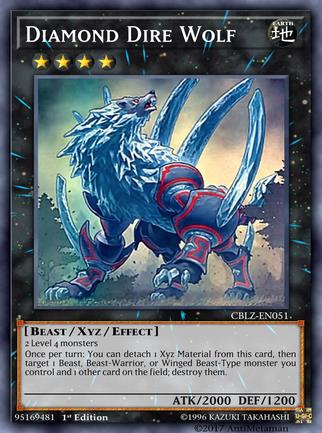 Diamond Dire Wolf
EARTH
地
CBLZ-EN051
[Beast / Xyz / Effect]
2 Level 4 monsters
Once per turn: You can detach 1 Xyz Material from this card, then
target 1 Beast, Beast-Warrior, or Winged Beast-Type monster you
control and 1 other card on the field; destroy them.
ATK/2000 DEF/1200
95169481 1st Edition ©1996 KAZUKI TAKAHASHI
©2017 AntiMetaman